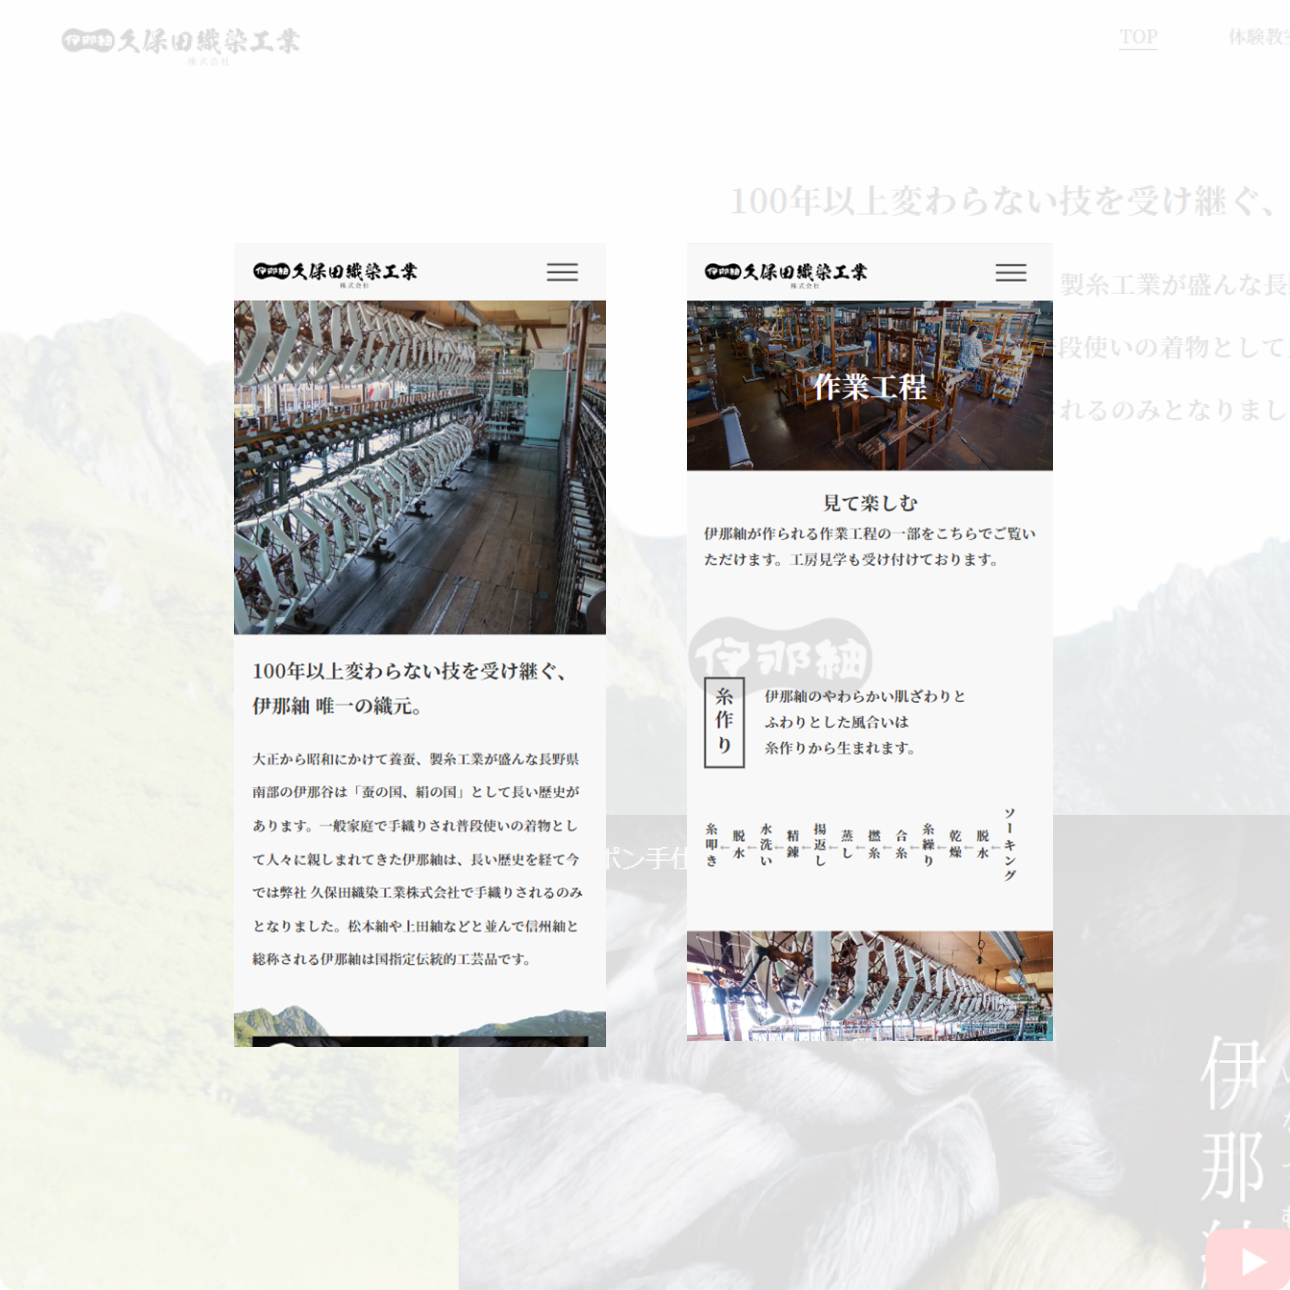 伊那紬 久保田織染工業
株式会社
TOP
体験教室
100年以上変わらない技を受け継ぐ、
製糸工業が盛んな長
段使いの着物として
れるのみとなりまし
ポン手仕
伊那
伊那紬 久保田織染工業
株式会社
100年以上変わらない技を受け継ぐ、
伊那紬 唯一の織元。
大正から昭和にかけて養蚕、製糸工業が盛んな長野県
南部の伊那谷は「蚕の国、絹の国」として長い歴史が
あります。一般家庭で手織りされ普段使いの着物とし
て人々に親しまれてきた伊那紬は、長い歴史を経て今
では弊社 久保田織染工業株式会社で手織りされるのみ
となりました。松本紬や上田紬などと並んで信州紬と
総称される伊那紬は国指定伝統的工芸品です。
伊那紬 久保田織染工業
株式会社
作業工程
見て楽しむ
伊那紬が作られる作業工程の一部をこちらでご覧い
ただけます。工房見学も受け付けております。
伊那紬
糸作り
伊那紬のやわらかい肌ざわりと
ふわりとした風合いは
糸作りから生まれます。
ソーキング
←
脱水
←
乾燥
←
糸繰り
←
合糸
←
撚糸
←
蒸し
←
揚返し
←
精錬
←
水洗い
←
脱水
←
糸叩き